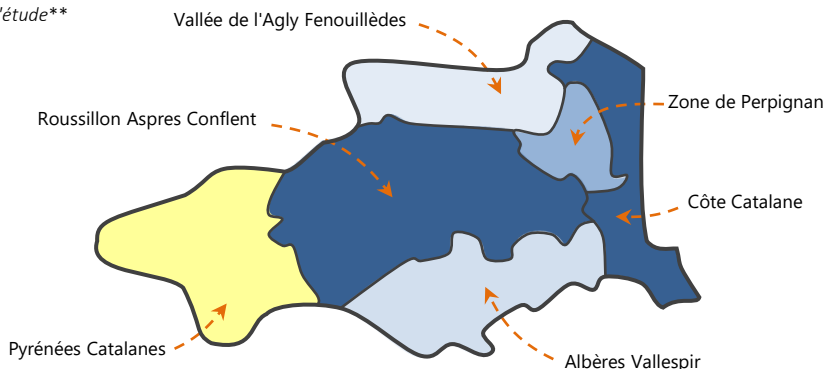 l'étude**
Vallée de l'Agly Fenouillèdes
Zone de Perpignan
Roussillon Aspres Conflent
Côte Catalane
Pyrénées Catalanes
Albères Vallespir